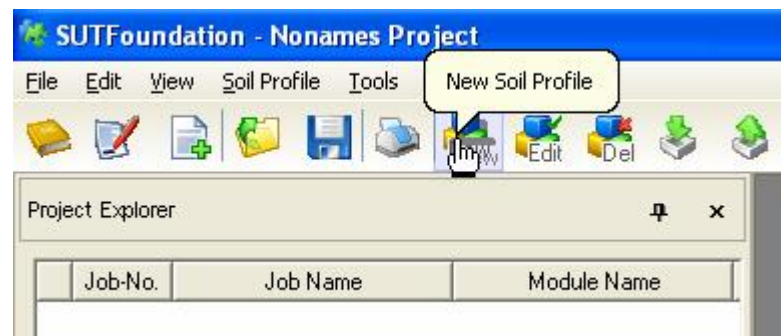 SUTFoundation - Nonames Project
File Edit View Soil Profile Tools New Soil Profile
Edit Del
Project Explorer
Job-No. Job Name Module Name